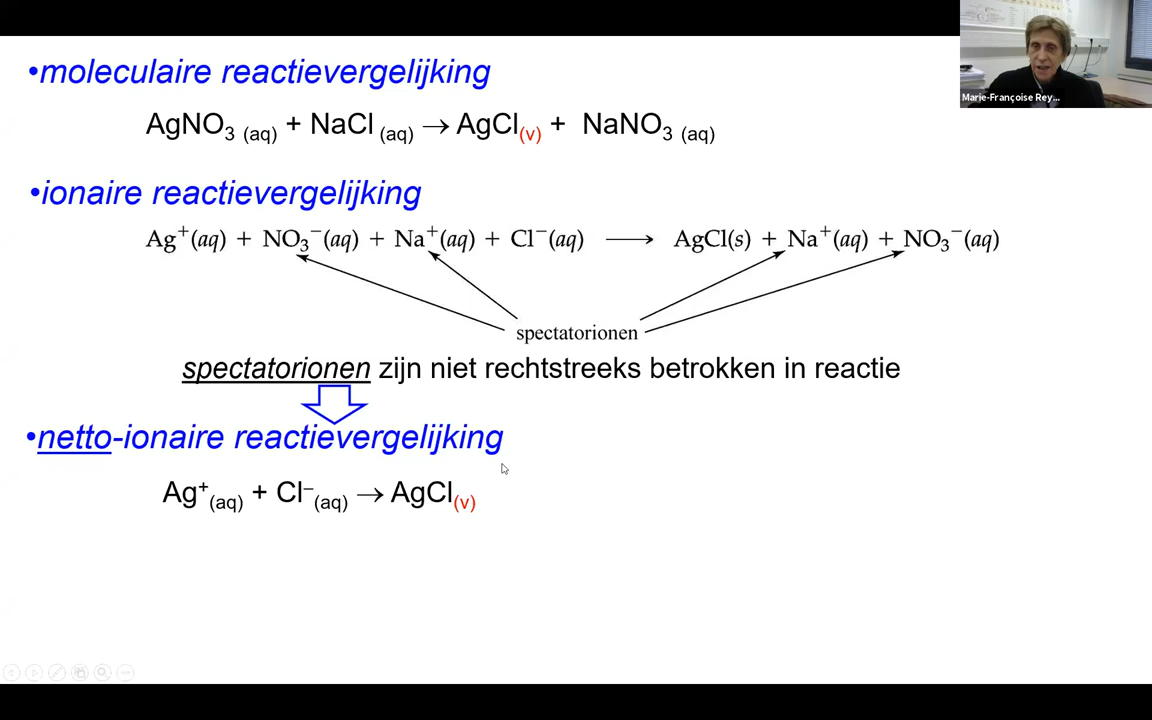 Marie-Françoise Rey...
•moleculaire reactievergelijking
AgNO₃ (aq) + NaCl (aq) → AgCl(v) + NaNO₃ (aq)
•ionaire reactievergelijking
Ag⁺(aq) + NO₃⁻(aq) + Na⁺(aq) + Cl⁻(aq) ⟶ AgCl(s) + Na⁺(aq) + NO₃⁻(aq)
spectatorionen
spectatorionen zijn niet rechtstreeks betrokken in reactie
•netto-ionaire reactievergelijking
Ag⁺(aq) + Cl⁻(aq) → AgCl(v)